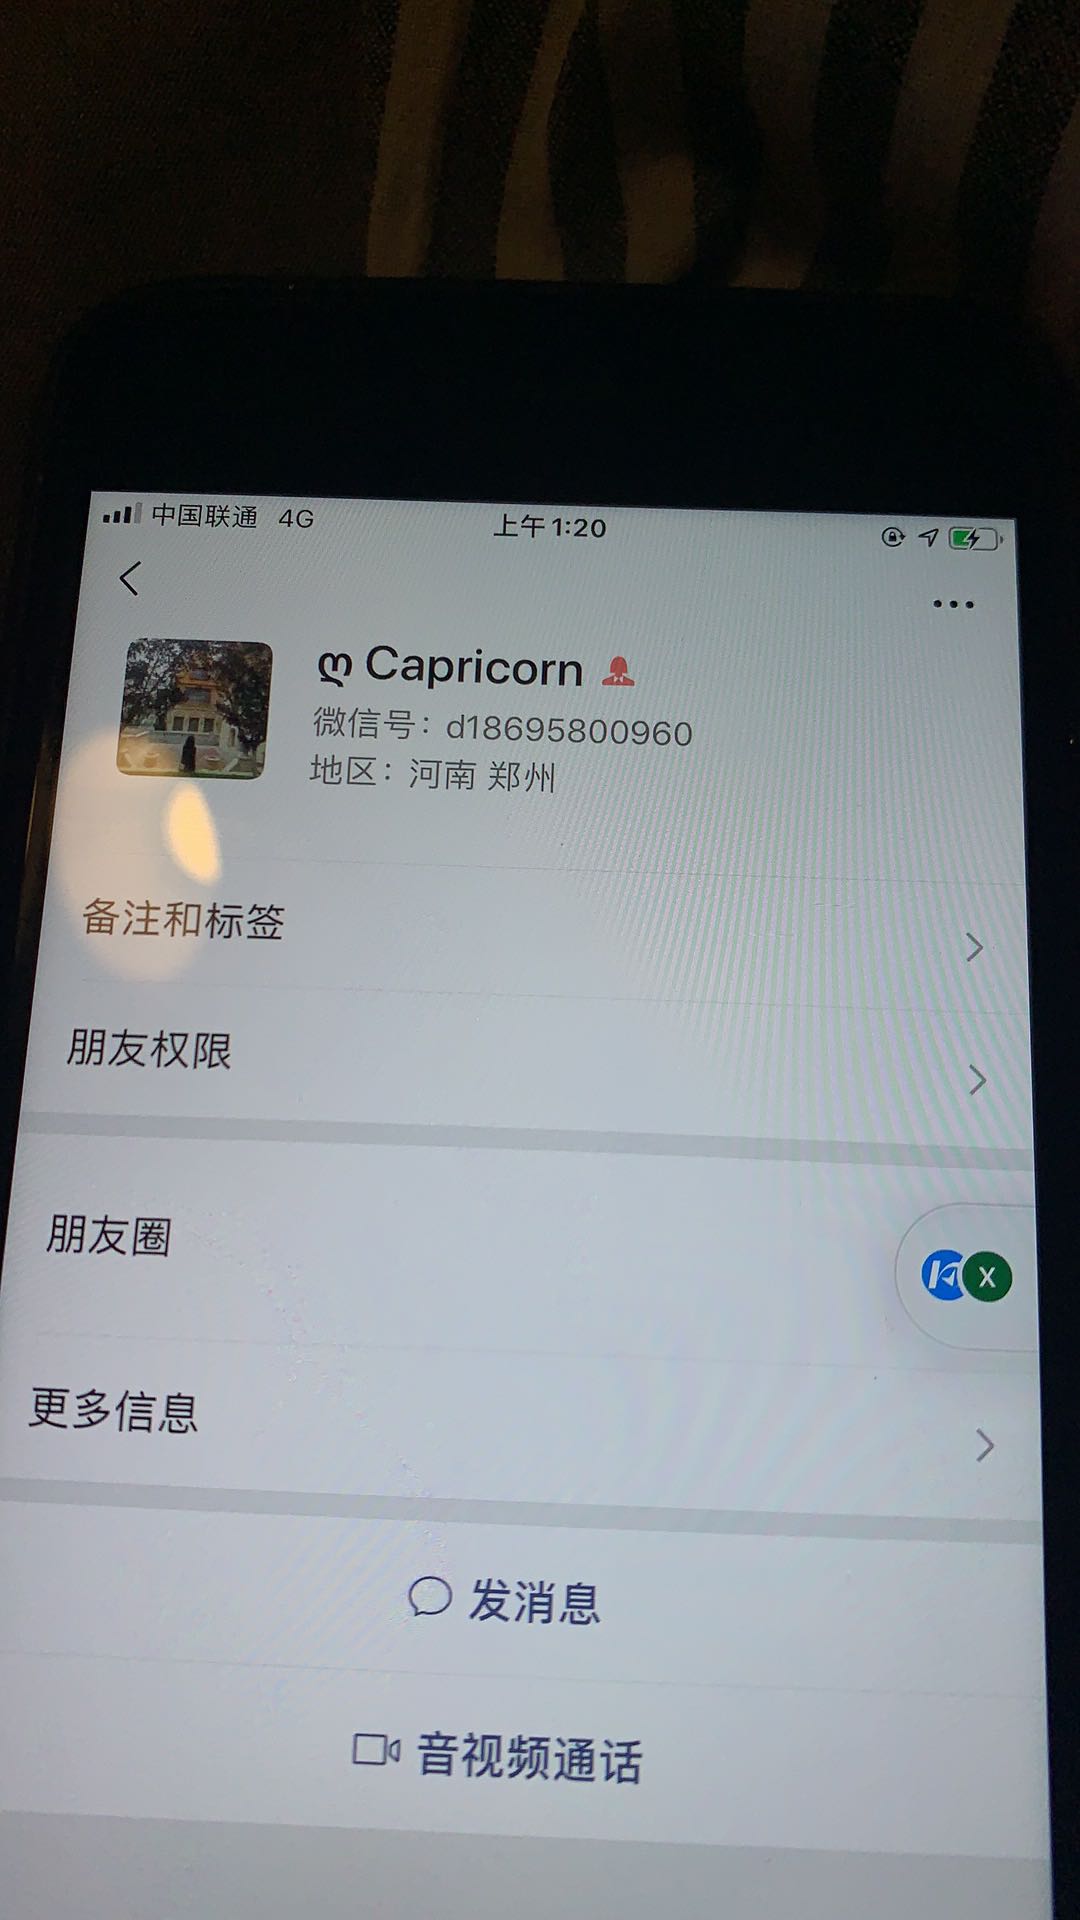 中国联通 4G 上午1:20
ღ Capricorn
微信号：d18695800960
地区：河南 郑州
备注和标签
朋友权限
朋友圈
X
更多信息
发消息
音视频通话